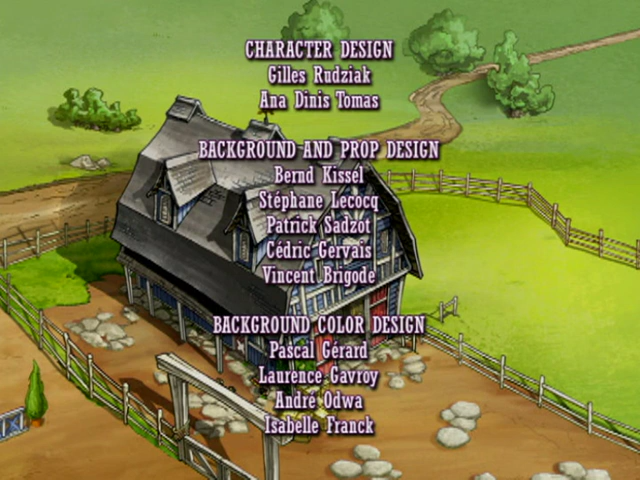 CHARACTER DESIGN
Gilles Rudziak
Ana Dinis Tomas
BACKGROUND AND PROP DESIGN
Bernd Kissel
Stéphane Lecocq
Patrick Sadzot
Cédric Gervais
Vincent Brigode
BACKGROUND COLOR DESIGN
Pascal Gérard
Laurence Gavroy
André Odwa
Isabelle Franck